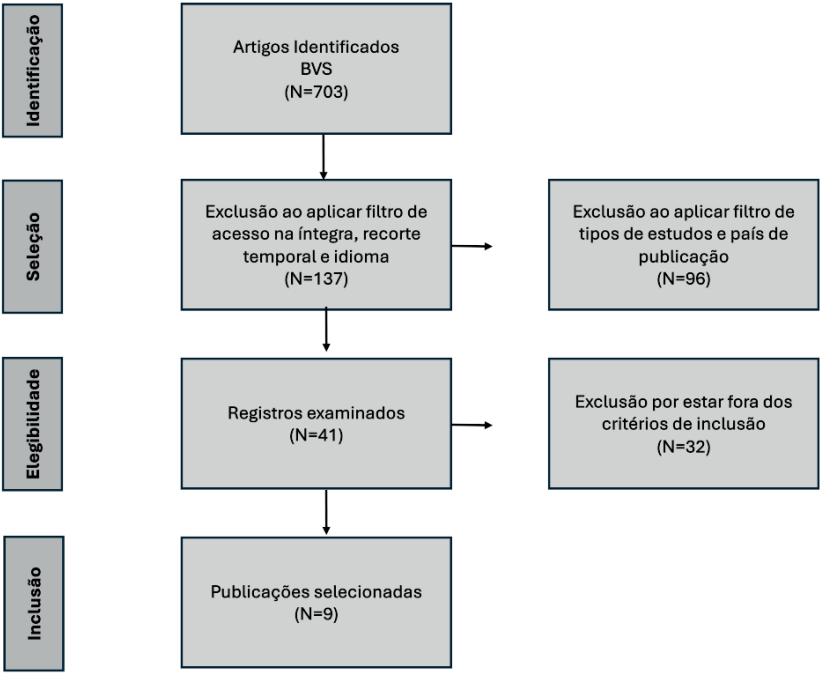 Identificação
Artigos Identificados
BVS
(N=703)
Seleção
Exclusão ao aplicar filtro de
acesso na íntegra, recorte
temporal e idioma
(N=137)
Exclusão ao aplicar filtro de
tipos de estudos e país de
publicação
(N=96)
Elegibilidade
Registros examinados
(N=41)
Exclusão por estar fora dos
critérios de inclusão
(N=32)
Inclusão
Publicações selecionadas
(N=9)